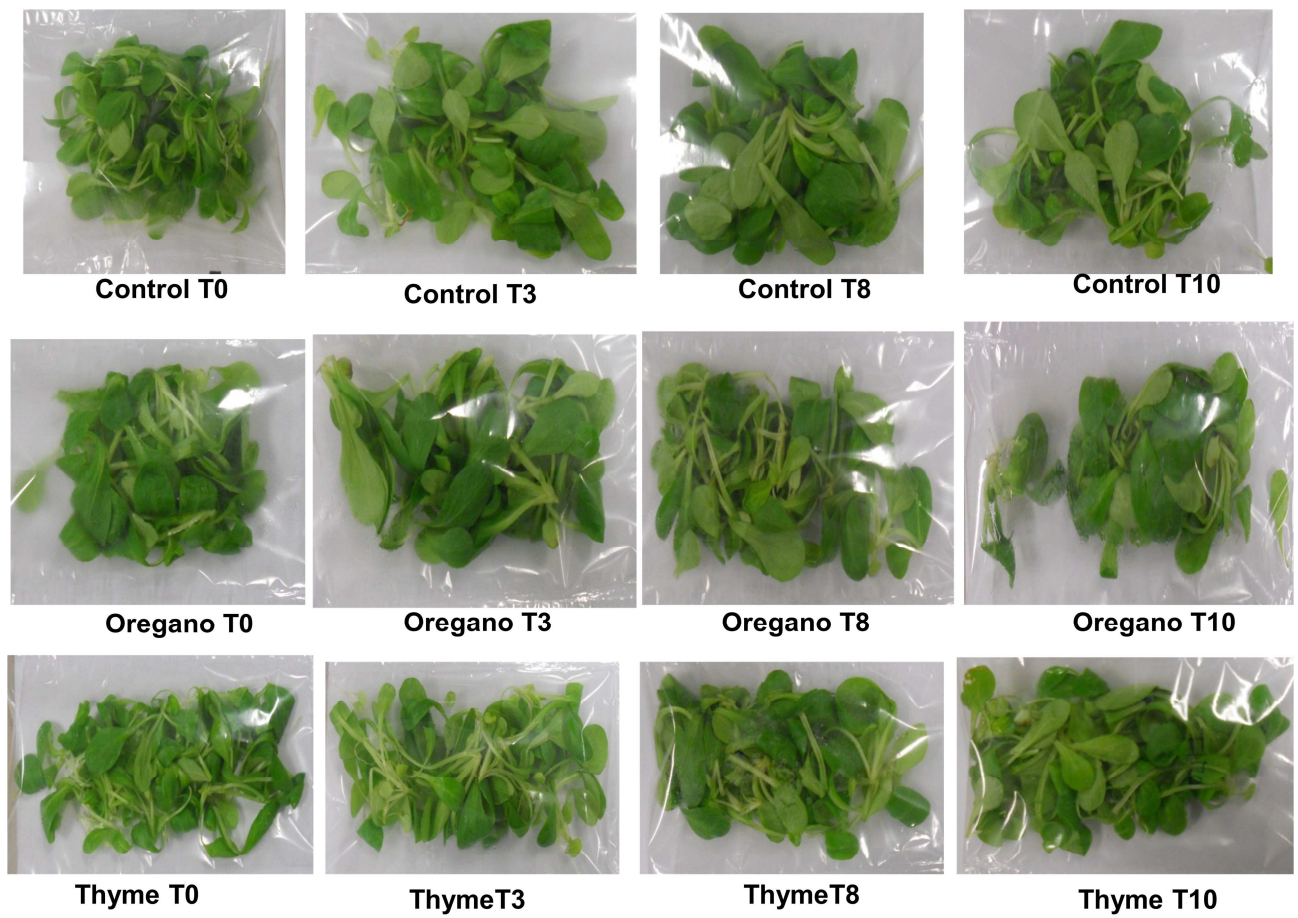 Control T0
Control T3
Control T8
Control T10
Oregano T0
Oregano T3
Oregano T8
Oregano T10
Thyme T0
ThymeT3
ThymeT8
Thyme T10